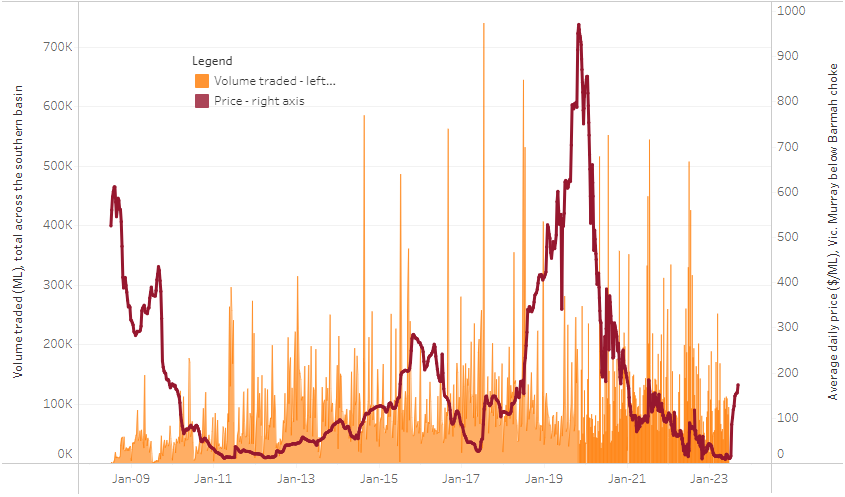 Legend
Volume traded - left...
Price - right axis
Volume traded (ML), total across the southern basin
700K
600K
500K
400K
300K
200K
100K
0K
1000
900
800
700
600
500
400
300
200
100
0
Average daily price ($/ML), Vic. Murray below Barmah choke
Jan-09
Jan-11
Jan-13
Jan-15
Jan-17
Jan-19
Jan-21
Jan-23